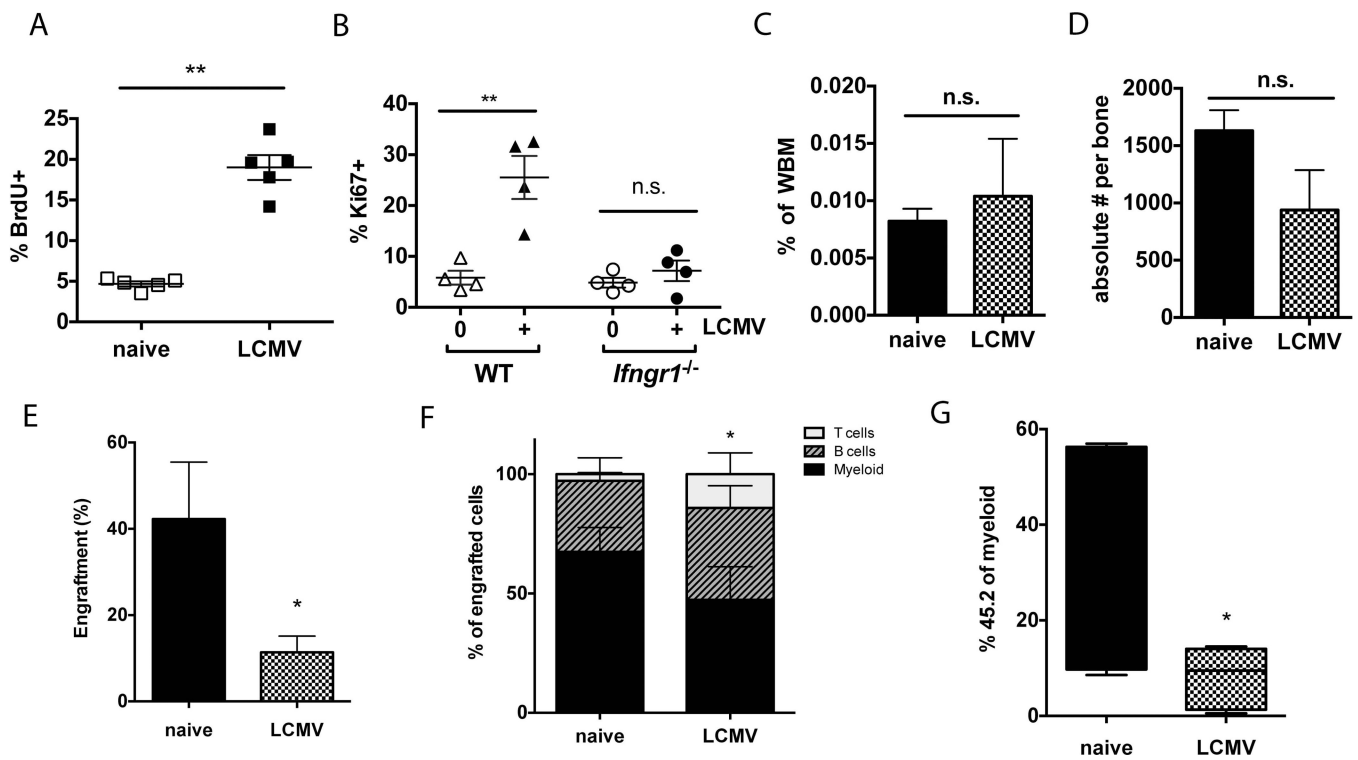 A
**
% BrdU+
25
20
15
10
5
0
naive LCMV
B
**
n.s.
% Ki67+
40
30
20
10
0
0 + 0 + LCMV
WT Ifngr1-/-
C
n.s.
% of WBM
0.020
0.015
0.010
0.005
0.000
naive LCMV
D
n.s.
absolute # per bone
2000
1500
1000
500
0
naive LCMV
E
Engraftment (%)
60
40
20
0
*
naive LCMV
F
*
T cells
B cells
Myeloid
% of engrafted cells
100
50
0
naive LCMV
G
% 45.2 of myeloid
60
40
20
0
*
naive LCMV